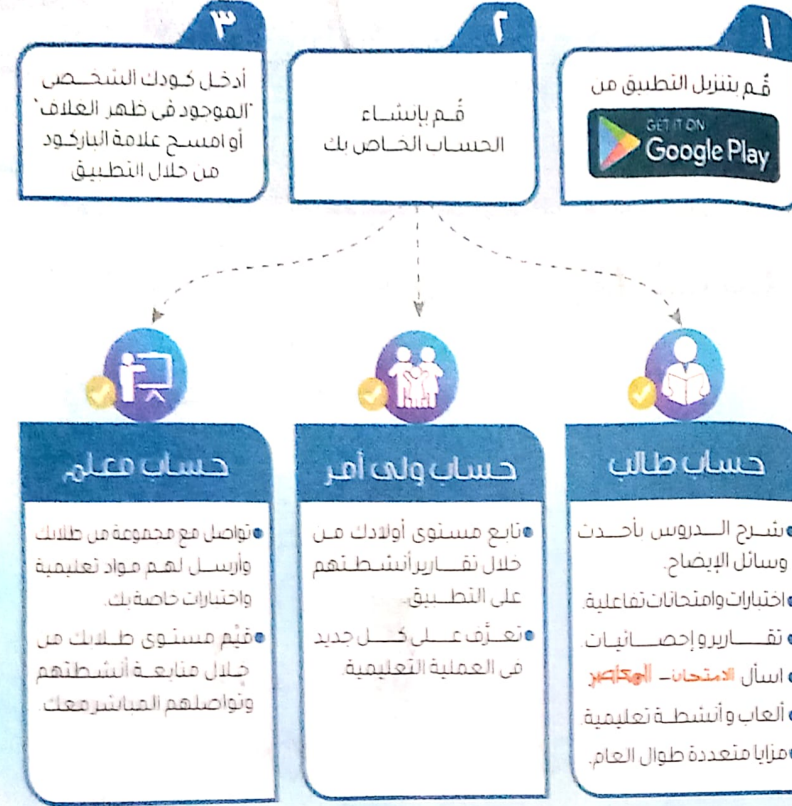 ١
قُم بتنزيل التطبيق من
GET IT ON
Google Play
٢
قُم بإنشاء
الحساب الخاص بك
٣
أدخل كودك الشخصى
"الموجود فى ظهر الغلاف"
أو امسح علامة الباركود
من خلال التطبيق
حساب طالب
• شرح الدروس بأحدث
وسائل الإيضاح.
• اختبارات وامتحانات تفاعلية.
• تقارير وإحصائيات.
• اسأل الامتحان – المعاصر
• ألعاب وأنشطة تعليمية.
• مزايا متعددة طوال العام.
حساب ولى أمر
• تابع مستوى أولادك من
خلال تقارير أنشطتهم
على التطبيق.
• تعرَّف على كل جديد
فى العملية التعليمية.
حساب معلم
• تواصل مع مجموعة من طلابك
وأرسل لهم مواد تعليمية
واختبارات خاصة بك.
• قيِّم مستوى طلابك من
خلال متابعة أنشطتهم
وتواصلهم المباشر معك.